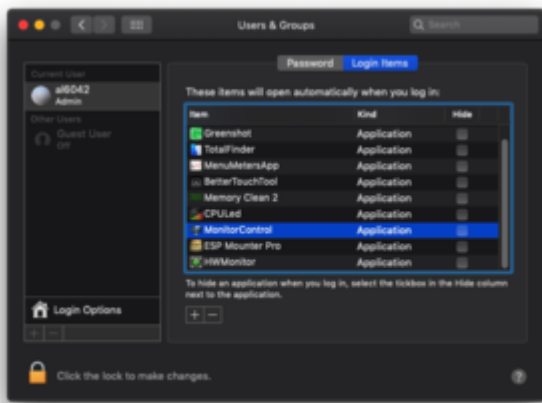 Users & Groups
Search
Password
Login Items
Current User
al6042
Admin
Other Users
Guest User
Off
These items will open automatically when you log in:
Item Kind Hide
Greenshot Application
TotalFinder Application
MenuMetersApp Application
BetterTouchTool Application
Memory Clean 2 Application
CPULed Application
MonitorControl Application
ESP Mounter Pro Application
HWMonitor Application
To hide an application when you log in, select the tickbox in the Hide column
next to the application.
Login Options
Click the lock to make changes.